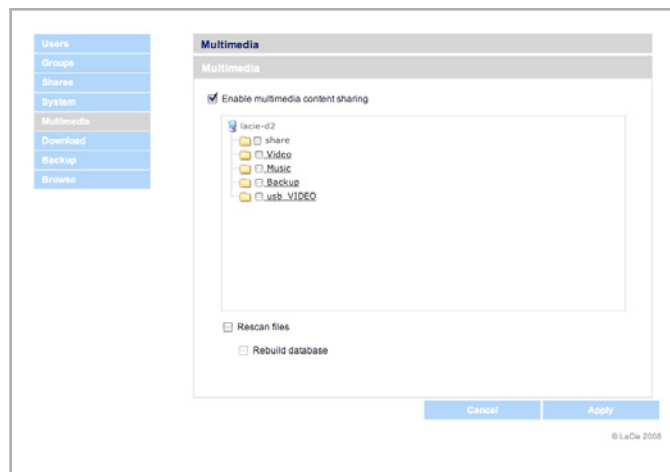 Users
Groups
Shares
System
Multimedia
Download
Backup
Browse
Multimedia
Multimedia
Enable multimedia content sharing
lacie-d2
share
Video
Music
Backup
usb_VIDEO
Rescan files
Rebuild database
Cancel
Apply
© LaCie 2008